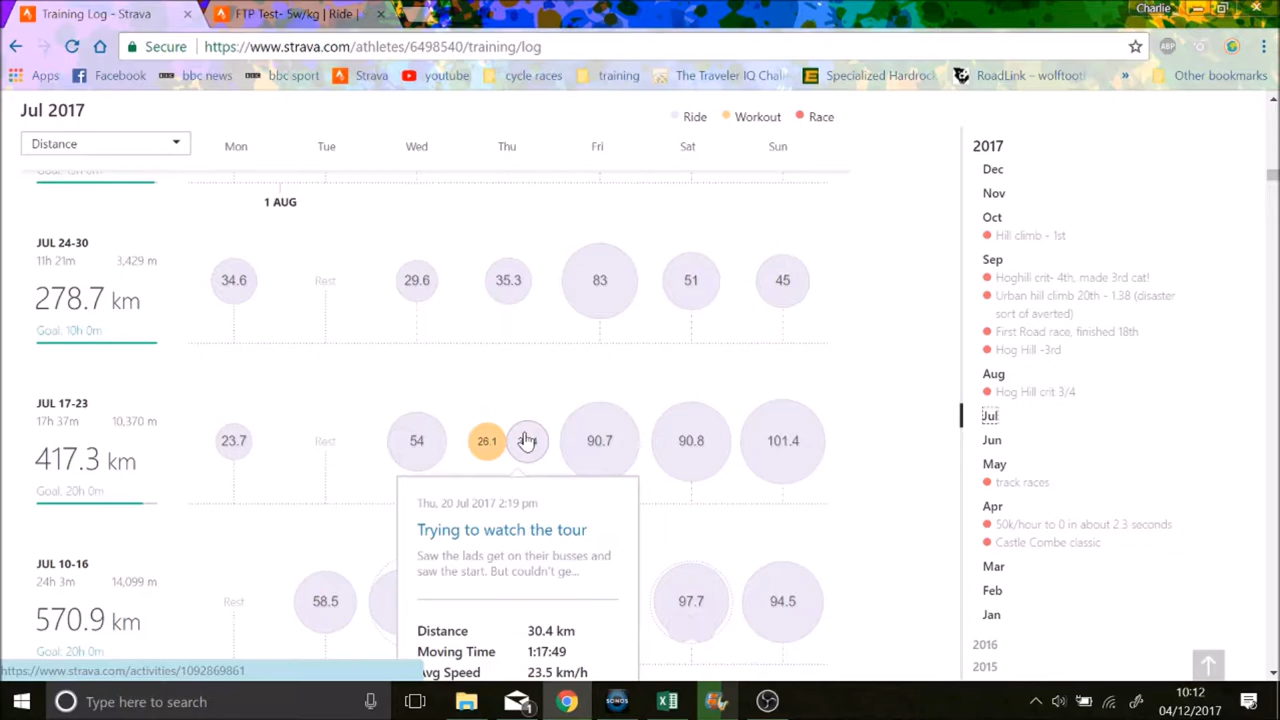 Training Log - Strava
FTP Test- 5w/kg | Ride |
Charlie
Secure
https://www.strava.com/athletes/6498540/training/log
ABP
Apps
Facebook
bbc news
bbc sport
Strava
youtube
cycle races
training
The Traveler IQ Chal
Specialized Hardroc
RoadLink – wolftoot
»
Other bookmarks
Jul 2017
Ride
Workout
Race
Distance
Mon
Tue
Wed
Thu
Fri
Sat
Sun
1 AUG
JUL 24-30
11h 21m 3,429 m
278.7 km
Goal: 10h 0m
34.6
Rest
29.6
35.3
83
51
45
JUL 17-23
17h 37m 10,370 m
417.3 km
Goal: 20h 0m
23.7
Rest
54
26.1
90.7
90.8
101.4
Thu, 20 Jul 2017 2:19 pm
Trying to watch the tour
Saw the lads get on their busses and
saw the start. But couldn't ge...
Distance 30.4 km
Moving Time 1:17:49
Avg Speed 23.5 km/h
JUL 10-16
24h 3m 14,099 m
570.9 km
Goal: 20h 0m
Rest
58.5
97.7
94.5
2017
Dec
Nov
Oct
Hill climb - 1st
Sep
Hoghill crit- 4th, made 3rd cat!
Urban hill climb 20th - 1.38 (disaster
sort of averted)
First Road race, finished 18th
Hog Hill -3rd
Aug
Hog Hill crit 3/4
Jul
Jun
May
track races
Apr
50k/hour to 0 in about 2.3 seconds
Castle Combe classic
Mar
Feb
Jan
2016
2015
https://www.strava.com/activities/1092869861
Type here to search
1
SONOS
10:12
04/12/2017